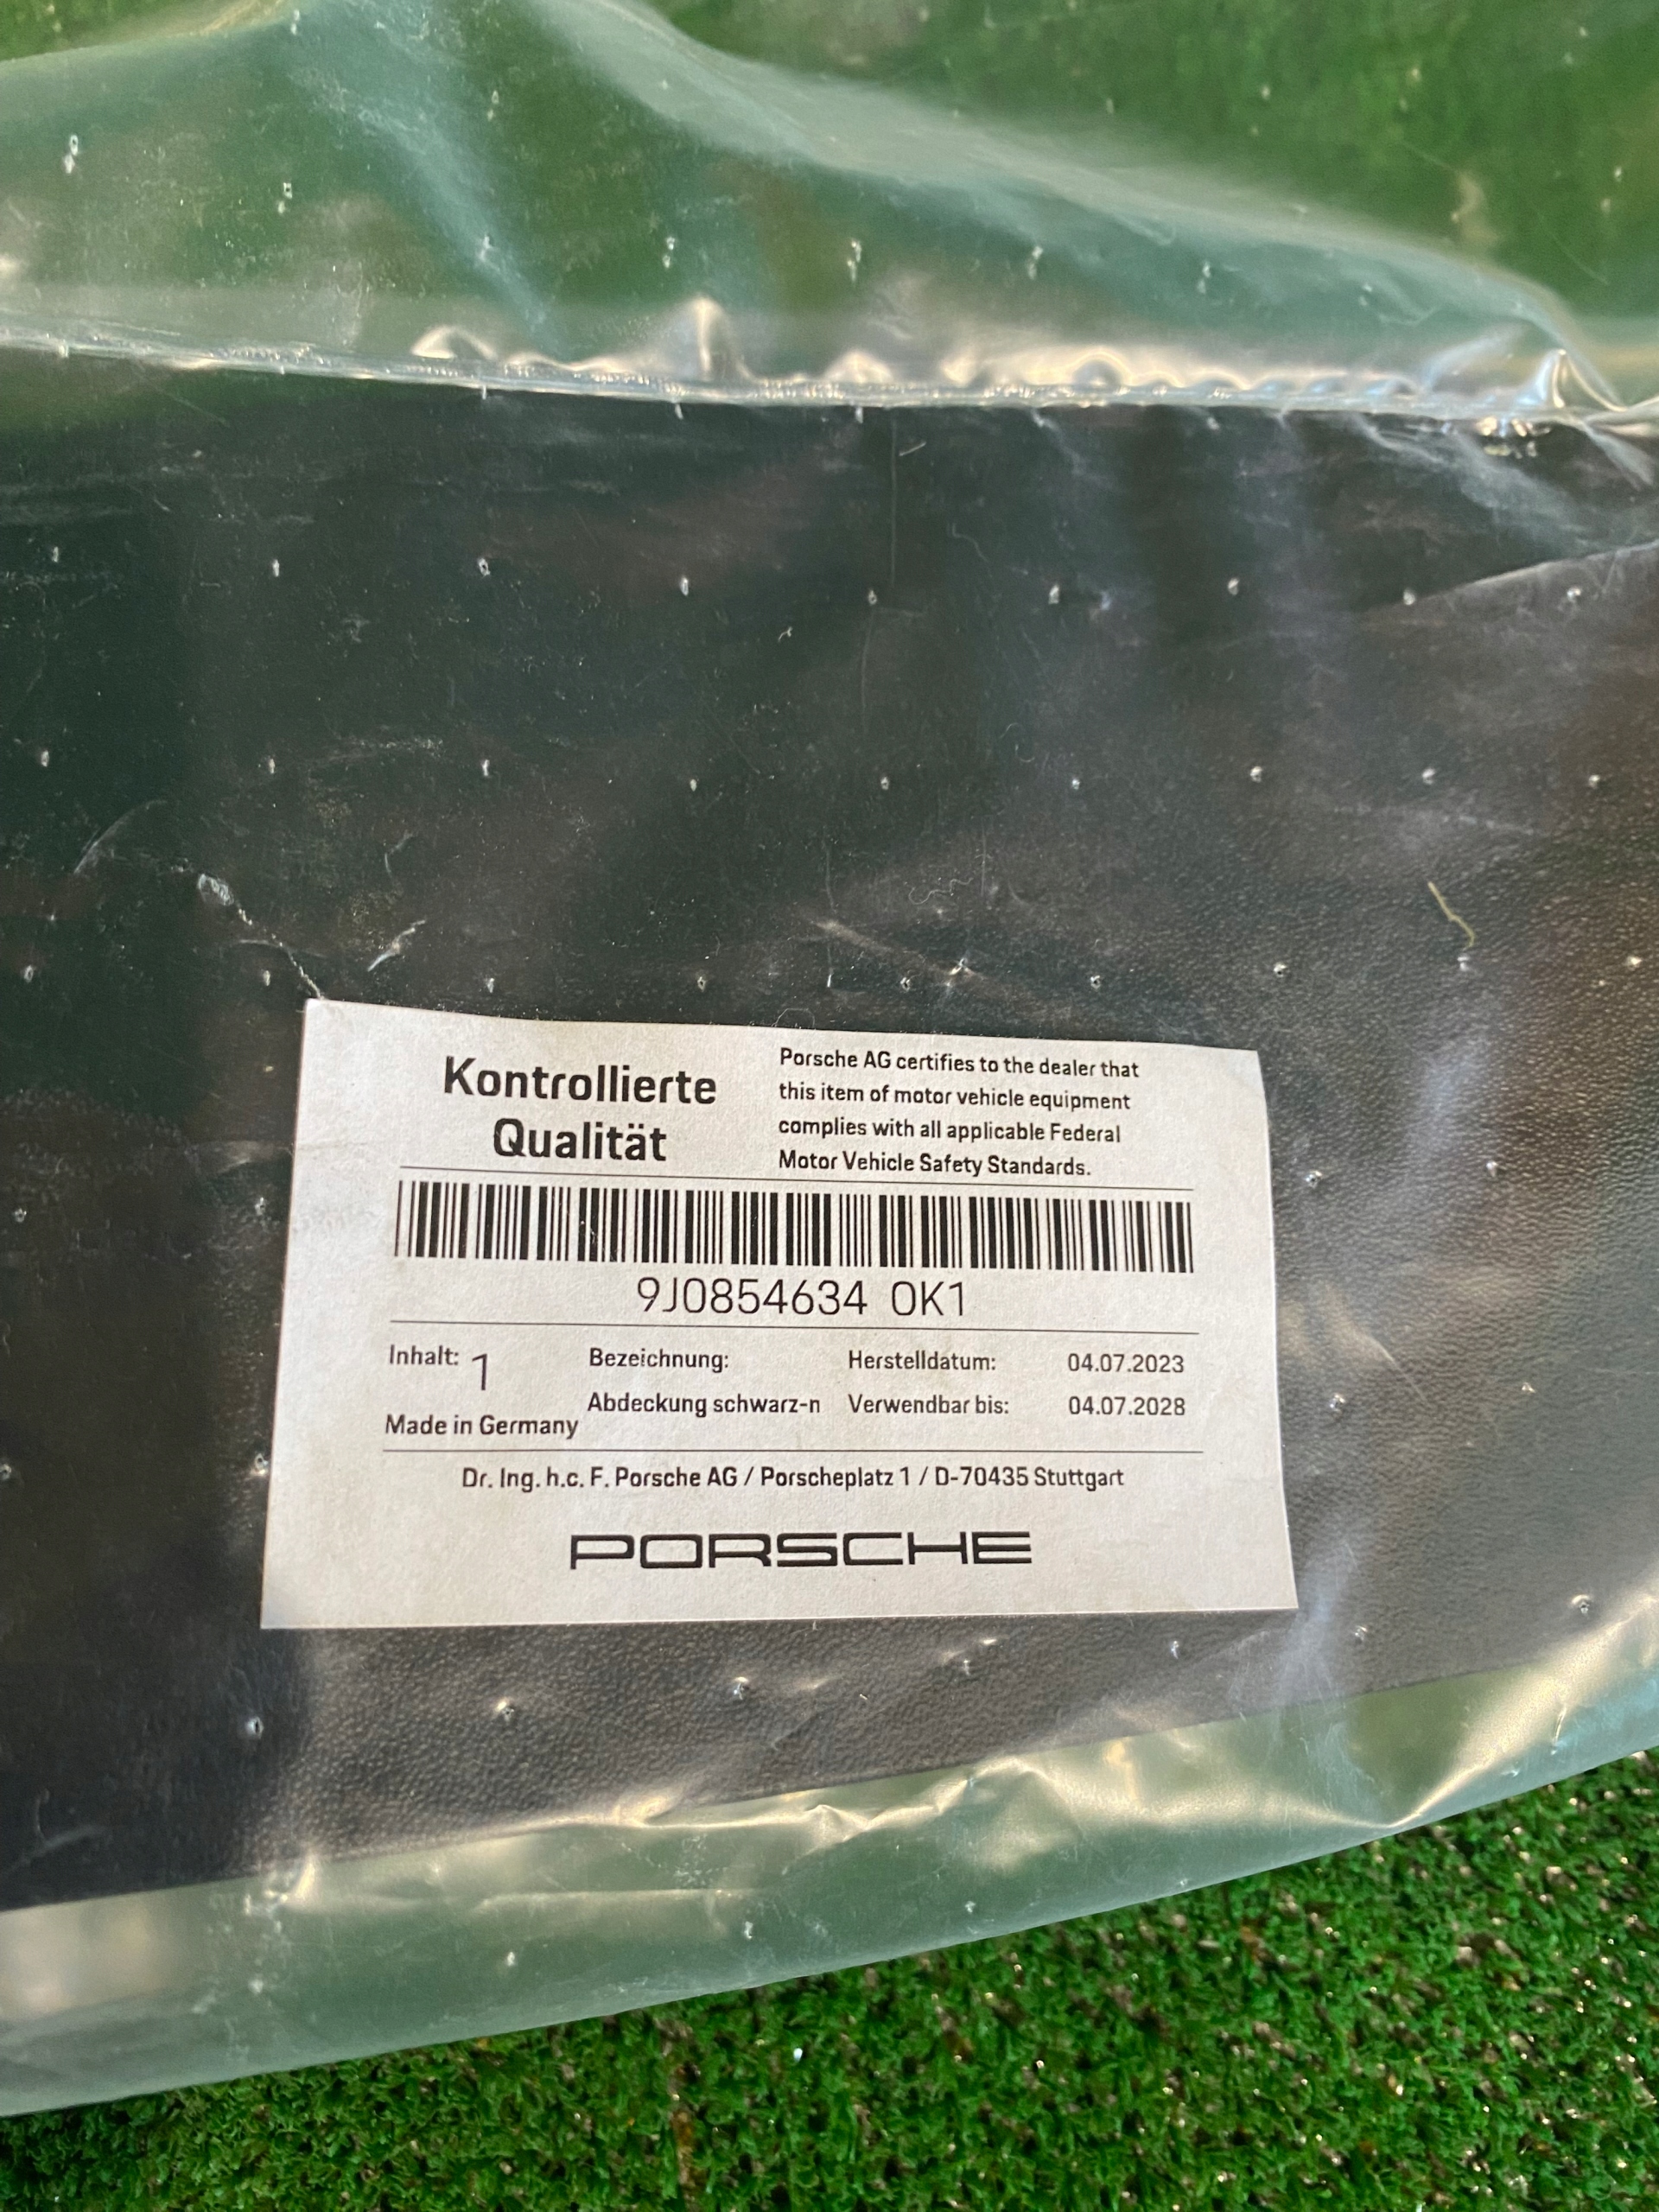 Kontrollierte
Qualität
Porsche AG certifies to the dealer that
this item of motor vehicle equipment
complies with all applicable Federal
Motor Vehicle Safety Standards.
9J0854634 OK1
Inhalt: 1
Made in Germany
Bezeichnung:
Abdeckung schwarz-n
Herstelldatum: 04.07.2023
Verwendbar bis: 04.07.2028
Dr. Ing. h.c. F. Porsche AG / Porscheplatz 1 / D-70435 Stuttgart
PORSCHE